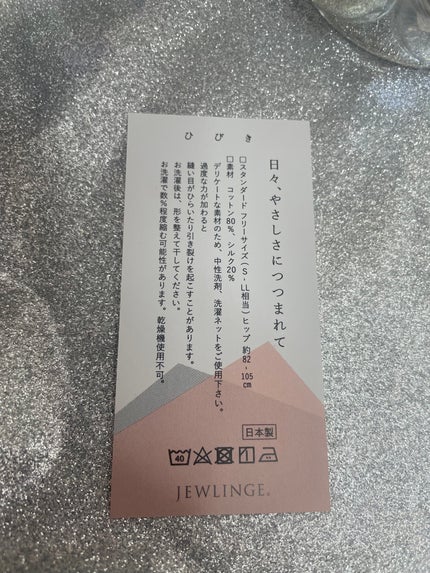 ひびき
日々、やさしさにつつまれて
□スタンダード フリーサイズ(S-LL相当)ヒップ 約82-105cm
□素材 コットン80%、シルク20%
デリケートな素材のため、中性洗剤、洗濯ネットをご使用下さい。
過度な力が加わると
縫い目がひらいたり引き裂けを起こすことがあります。
お洗濯後は、形を整えて干してください。
お洗濯で数%程度縮む可能性があります。乾燥機使用不可。
日本製
40
JEWLINGE®